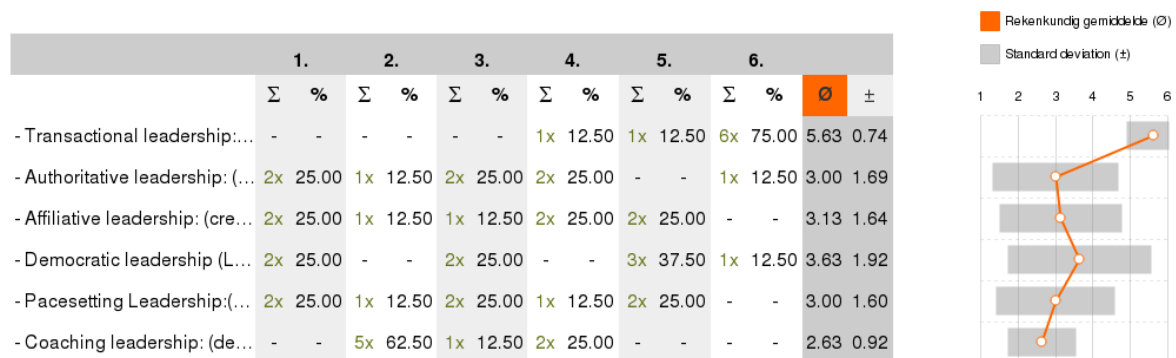 Rekenkundig gemiddelde (Ø)
Standard deviation (±)
1. 2. 3. 4. 5. 6.
Σ % Σ % Σ % Σ % Σ % Σ % Ø ±
1 2 3 4 5 6
- Transactional leadership:... - - - - - - 1x 12.50 1x 12.50 6x 75.00 5.63 0.74
- Authoritative leadership: (... 2x 25.00 1x 12.50 2x 25.00 2x 25.00 - - 1x 12.50 3.00 1.69
- Affiliative leadership: (cre... 2x 25.00 1x 12.50 1x 12.50 2x 25.00 2x 25.00 - - 3.13 1.64
- Democratic leadership (L... 2x 25.00 - - 2x 25.00 - - 3x 37.50 1x 12.50 3.63 1.92
- Pacesetting Leadership:(... 2x 25.00 1x 12.50 2x 25.00 1x 12.50 2x 25.00 - - 3.00 1.60
- Coaching leadership: (de... - - 5x 62.50 1x 12.50 2x 25.00 - - - - 2.63 0.92